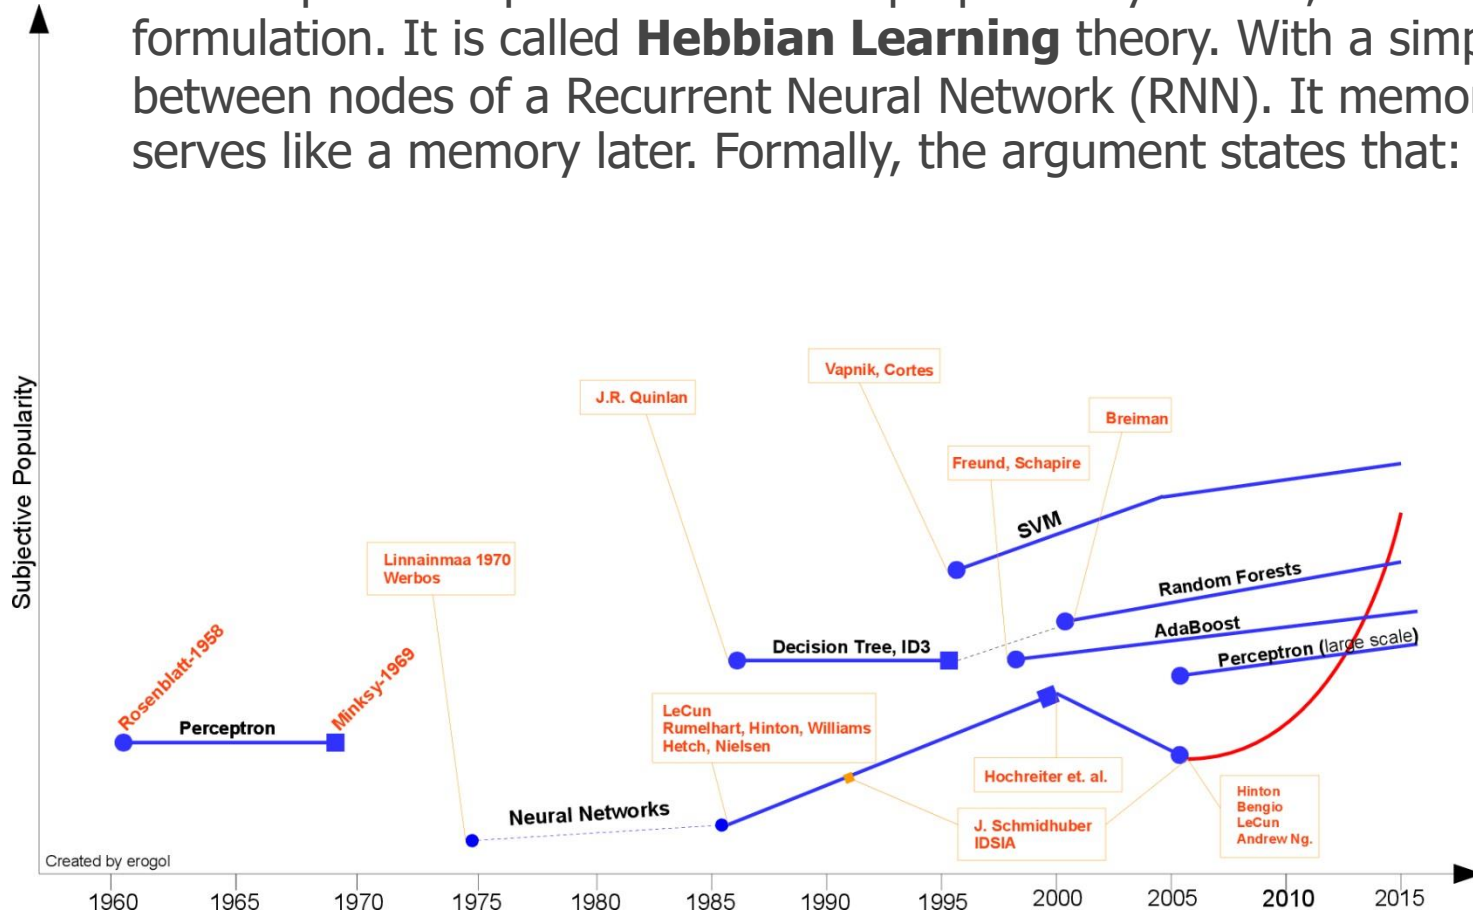 formulation. It is called Hebbian Learning theory. With a simp
between nodes of a Recurrent Neural Network (RNN). It memor
serves like a memory later. Formally, the argument states that:
Subjective Popularity
Vapnik, Cortes
J.R. Quinlan
Breiman
Freund, Schapire
SVM
Linnainmaa 1970
Werbos
Random Forests
AdaBoost
Perceptron (large scale)
Rosenblatt-1958
Minksy-1969
Decision Tree, ID3
Perceptron
LeCun
Rumelhart, Hinton, Williams
Hetch, Nielsen
Hochreiter et. al.
Neural Networks
J. Schmidhuber
IDSIA
Hinton
Bengio
LeCun
Andrew Ng.
Created by erogol
1960 1965 1970 1975 1980 1985 1990 1995 2000 2005 2010 2015